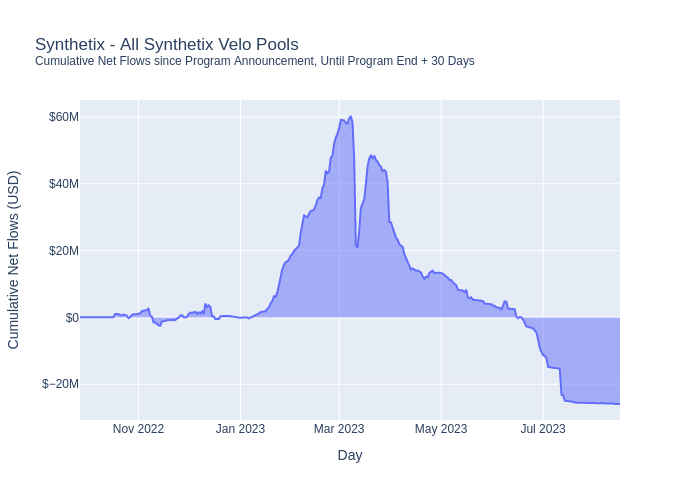 Synthetix - All Synthetix Velo Pools
Cumulative Net Flows since Program Announcement, Until Program End + 30 Days
Cumulative Net Flows (USD)
$60M
$40M
$20M
$0
$−20M
Nov 2022
Jan 2023
Mar 2023
May 2023
Jul 2023
Day